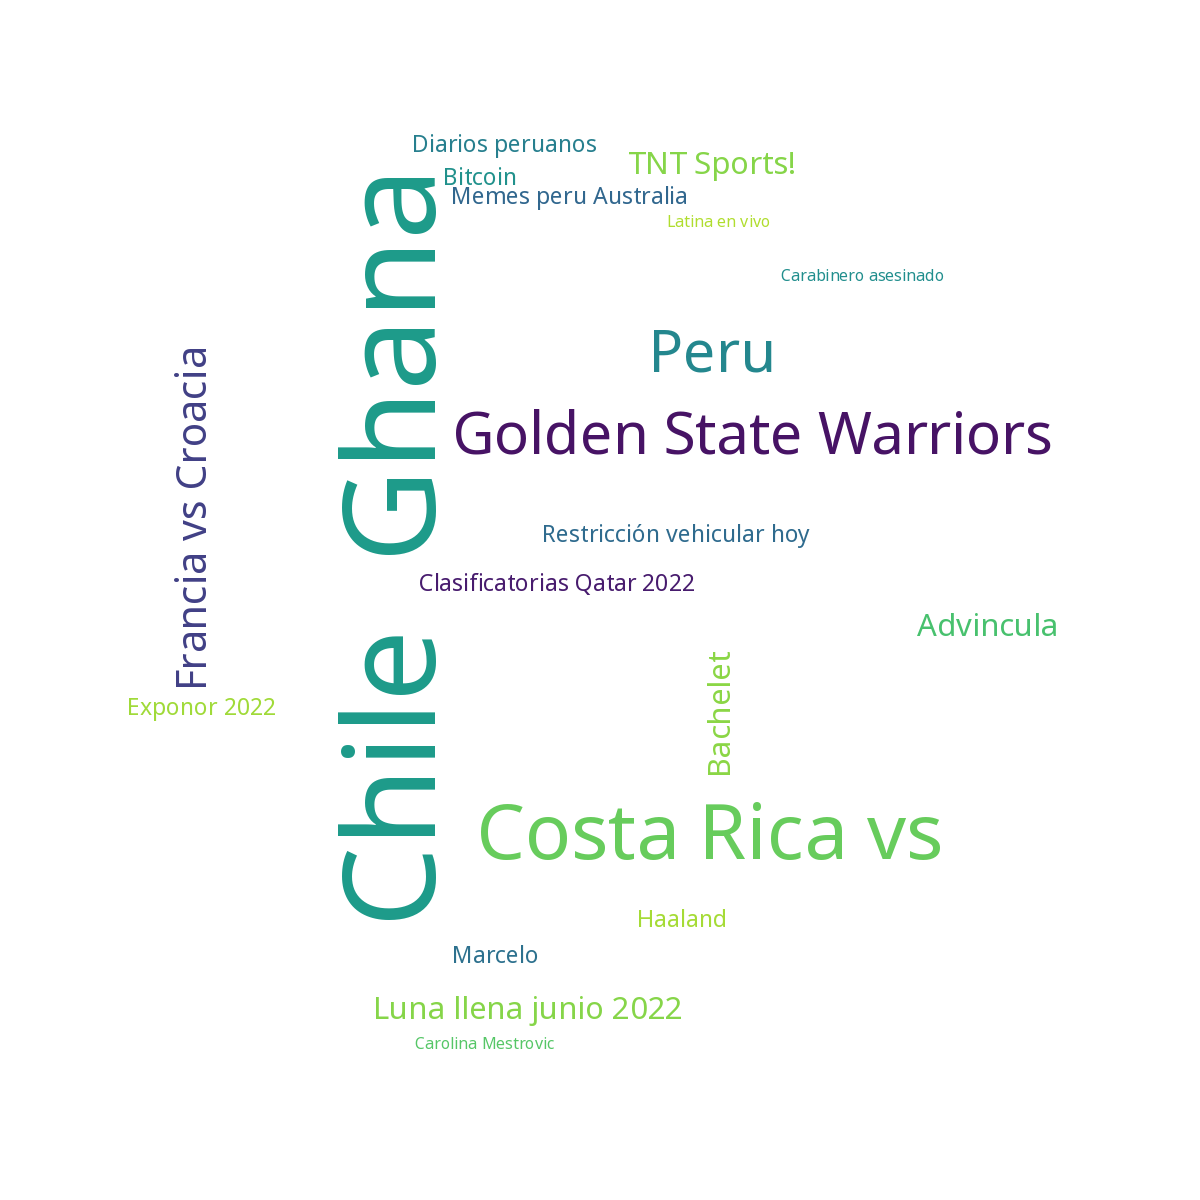 Diarios peruanos
TNT Sports!
Bitcoin
Memes peru Australia
Latina en vivo
Carabinero asesinado
Chile Ghana
Peru
Francia vs Croacia
Golden State Warriors
Restricción vehicular hoy
Clasificatorias Qatar 2022
Advincula
Bachelet
Exponor 2022
Costa Rica vs
Haaland
Marcelo
Luna llena junio 2022
Carolina Mestrovic